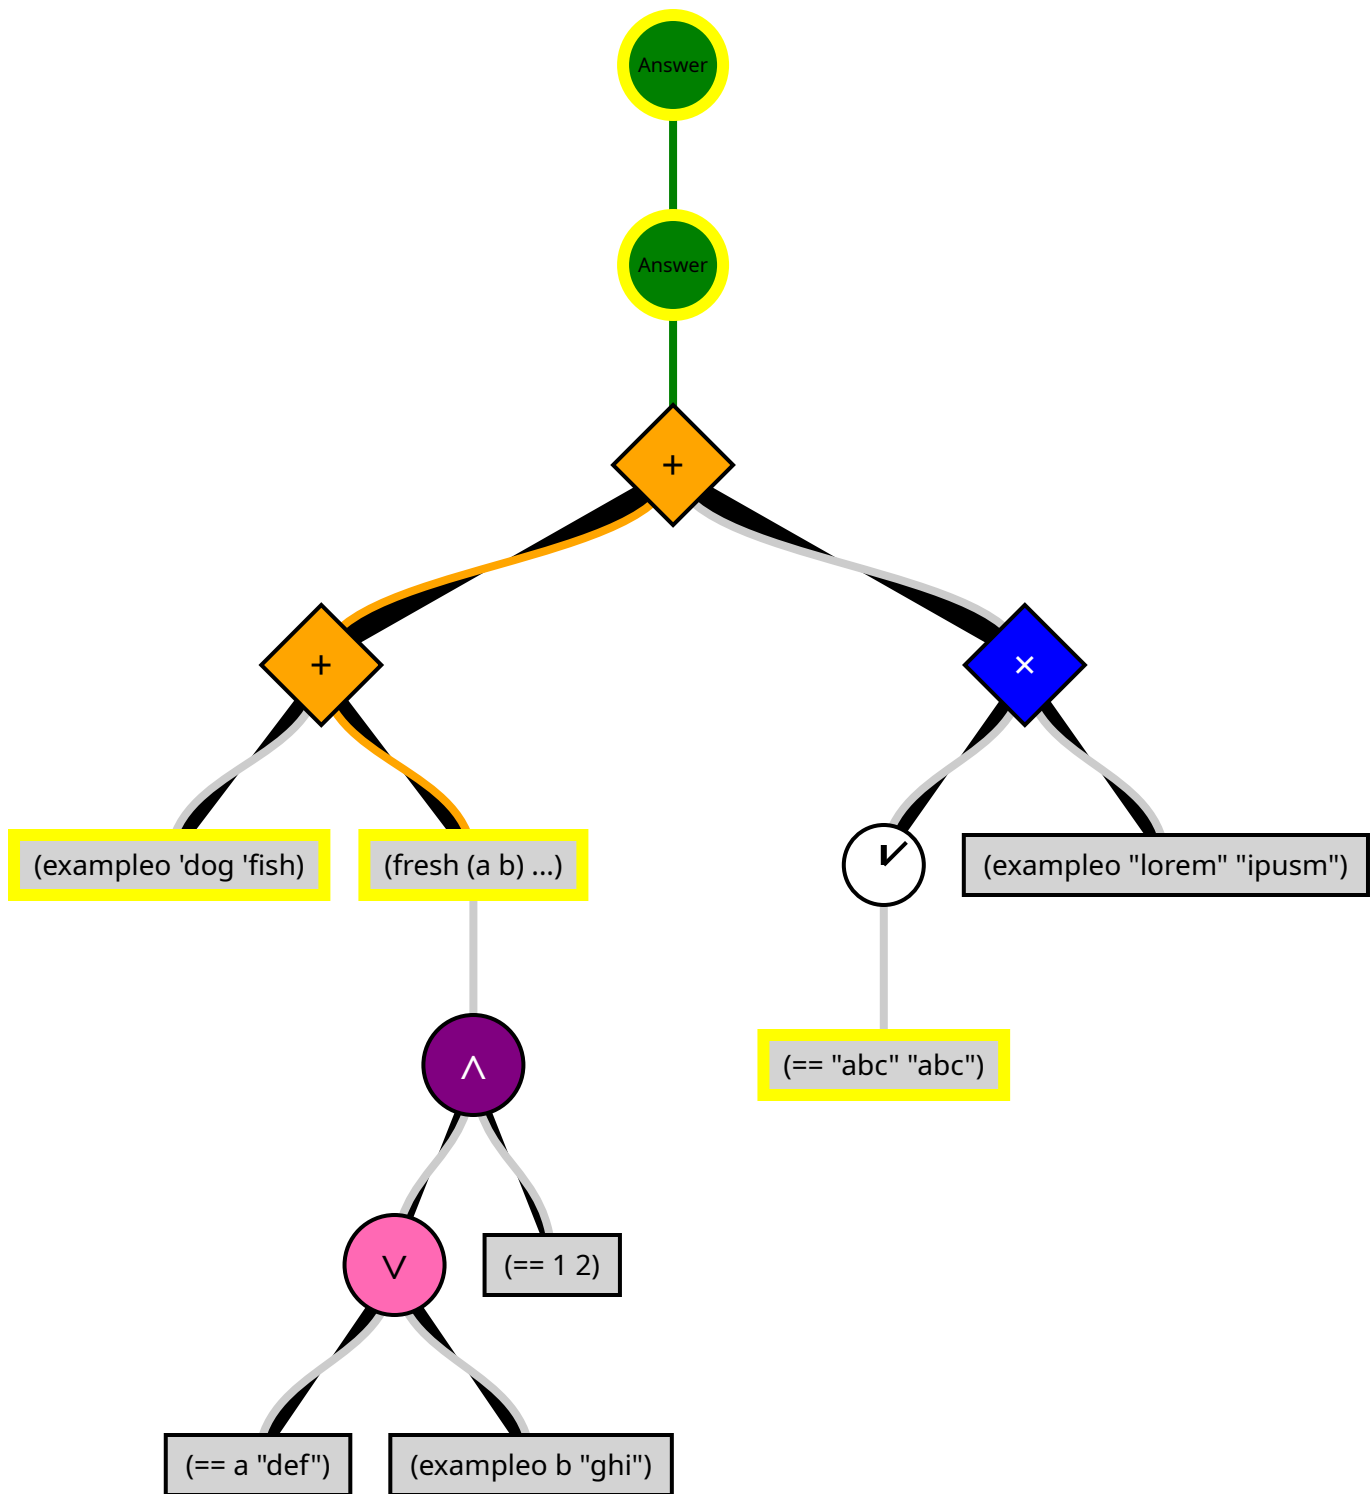 Answer
Answer
+
+
×
(exampleo 'dog 'fish)
(fresh (a b) ...)
(exampleo "lorem" "ipusm")
∧
(== "abc" "abc")
∨
(== 1 2)
(== a "def")
(exampleo b "ghi")